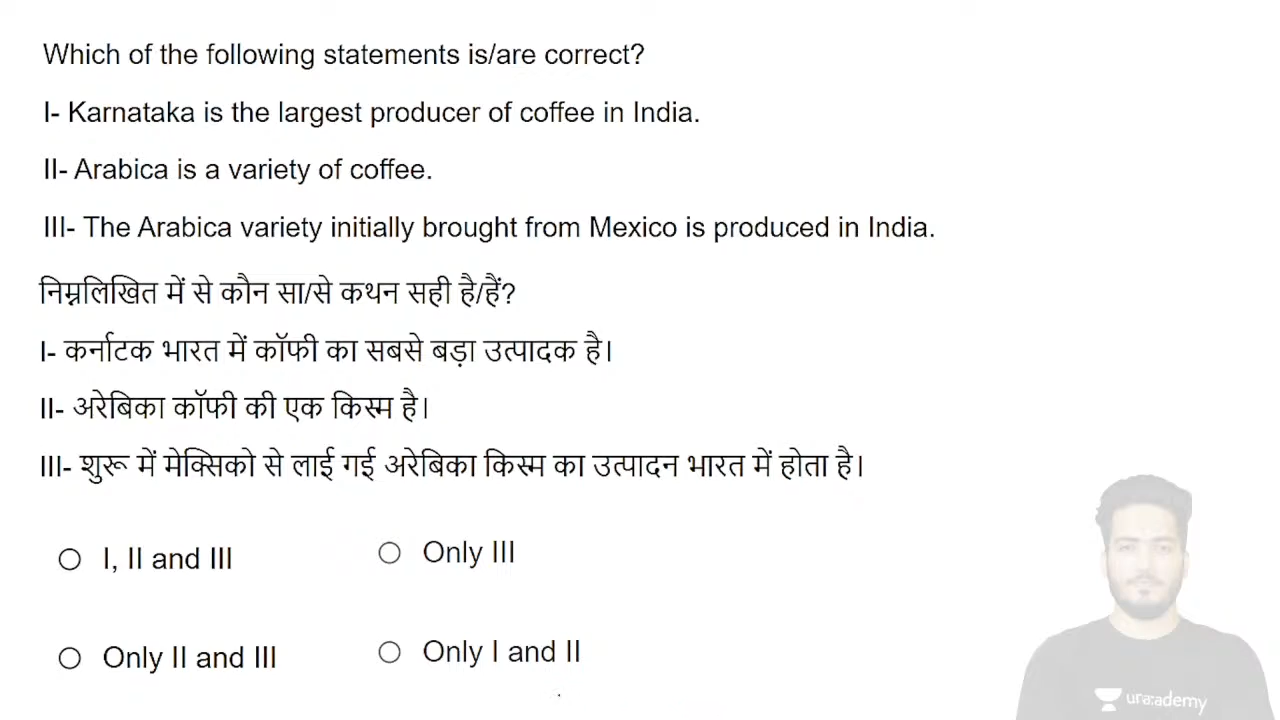 Which of the following statements is/are correct?
I- Karnataka is the largest producer of coffee in India.
II- Arabica is a variety of coffee.
III- The Arabica variety initially brought from Mexico is produced in India.
निम्नलिखित में से कौन सा/से कथन सही है/हैं?
I- कर्नाटक भारत में कॉफी का सबसे बड़ा उत्पादक है।
II- अरेबिका कॉफी की एक किस्म है।
III- शुरू में मेक्सिको से लाई गई अरेबिका किस्म का उत्पादन भारत में होता है।
I, II and III
Only III
Only II and III
Only I and II